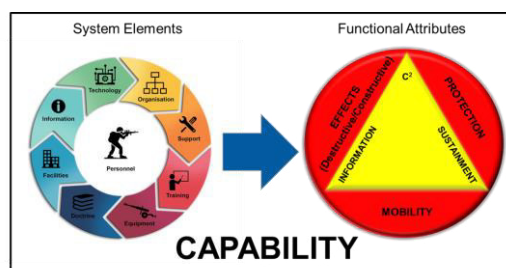 System Elements
Functional Attributes
Technology
Organisation
Information
Support
Personnel
Facilities
Training
Doctrine
Equipment
C²
EFFECTS
(Destructive/Constructive)
PROTECTION
INFORMATION
SUSTAINMENT
MOBILITY
CAPABILITY